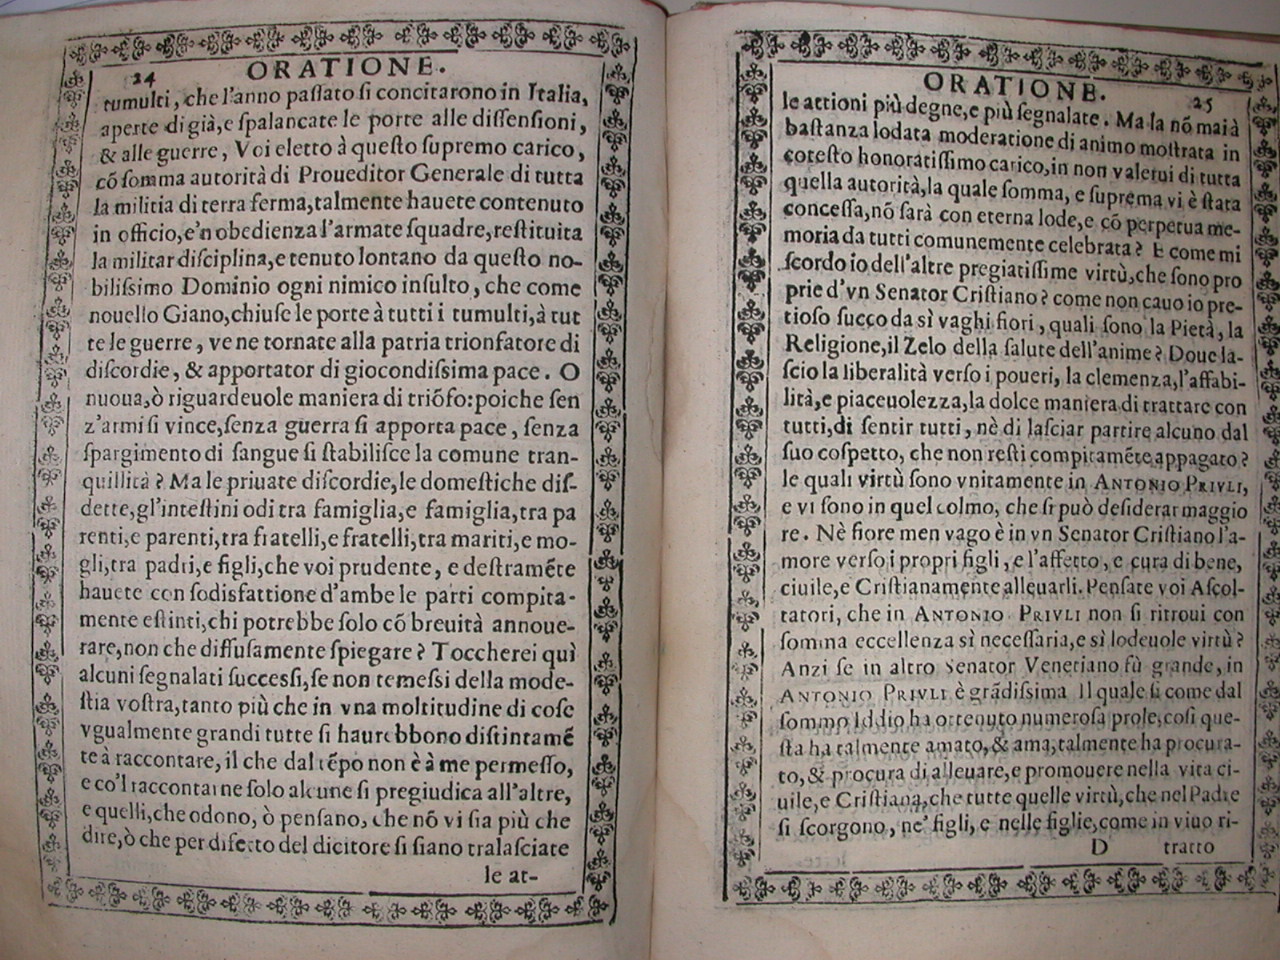 24
ORATIONE.
tumulti, che l'anno paſſato ſi concitarono in Italia,
aperte di già, e ſpalancate le porte alle diſſenſioni,
& alle guerre, Voi eletto à queſto ſupremo carico,
cõ ſomma autorità di Proueditor Generale di tutta
la militia di terra ferma, talmente hauete contenuto
in officio, e'n obedienza l'armate ſquadre, reſtituita
la militar diſciplina, e tenuto lontano da queſto no-
biliſsimo Dominio ogni nimico inſulto, che come
nouello Giano, chiuſe le porte à tutti i tumulti, à tut
te le guerre, ve ne tornate alla patria trionfatore di
diſcordie, & apportator di giocondiſsima pace. O
nuoua, ò riguardeuole maniera di triõfo: poiche ſen
z'armi ſi vince, ſenza guerra ſi apporta pace, ſenza
ſpargimento di ſangue ſi ſtabiliſce la comune tran-
quillità? Ma le priuate diſcordie, le domeſtiche diſ-
dette, gl'inteſtini odi tra famiglia, e famiglia, tra pa
renti, e parenti, tra fratelli, e fratelli, tra mariti, e mo-
gli, tra padri, e figli, che voi prudente, e deſtramẽte
hauete con ſodisfattione d'ambe le parti compita-
mente eſtinti, chi potrebbe ſolo cõ breuità annoue-
rare, non che diffuſamente ſpiegare? Toccherei quì
alcuni ſegnalati ſucceſſi, ſe non temeſsi della mode-
ſtia voſtra, tanto più che in vna moltitudine di coſe
vgualmente grandi tutte ſi haurebbono diſtintamẽ
te à raccontare, il che dal tẽpo non è à me permeſſo,
e co'l raccontarne ſolo alcune ſi pregiudica all'altre,
e quelli, che odono, ò penſano, che nõ vi ſia più che
dire, ò che per difetto del dicitore ſi ſiano tralaſciate
le at-
ORATIONE.
25
le attioni più degne, e più ſegnalate. Ma la nõ mai à
baſtanza lodata moderatione di animo moſtrata in
coteſto honoratiſſimo carico, in non valerui di tutta
quella autorità, la quale ſomma, e ſuprema vi è ſtata
conceſſa, nõ ſarà con eterna lode, e cõ perpetua me-
moria da tutti comunemente celebrata? E come mi
ſcordo io dell'altre pregiatiſſime virtù, che ſono pro
prie d'vn Senator Criſtiano? come non cauo io pre-
tioſo ſucco da sì vaghi fiori, quali ſono la Pietà, la
Religione, il Zelo della ſalute dell'anime? Doue la-
ſcio la liberalità verſo i poueri, la clemenza, l'affabi-
lità, e piaceuolezza, la dolce maniera di trattare con
tutti, di ſentir tutti, nè di laſciar partire alcuno dal
ſuo coſpetto, che non reſti compitamẽte appagato?
le quali virtù ſono vnitamente in ANTONIO PRIVLI,
e vi ſono in quel colmo, che ſi può deſiderar maggio
re. Nè fiore men vago è in vn Senator Criſtiano l'a-
more verſo i propri figli, e l'affetto, e cura di bene,
ciuile, e Criſtianamente alleuarli. Penſate voi Aſcol-
tatori, che in ANTONIO PRIVLI non ſi ritroui con
ſomma eccellenza sì neceſſaria, e sì lodeuole virtù?
Anzi ſe in altro Senator Venetiano fù grande, in
ANTONIO PRIVLI è grãdiſsima Il quale ſi come dal
ſommo Iddio ha ottenuto numeroſa prole, coſi que-
ſta ha talmente amato, & ama, talmente ha procura-
to, & procura di alleuare, e promouere nella vita ci-
uile, e Criſtiana, che tutte quelle virtù, che nel Padre
ſi ſcorgono, ne' figli, e nelle figlie, come in viuo ri-
D tratto